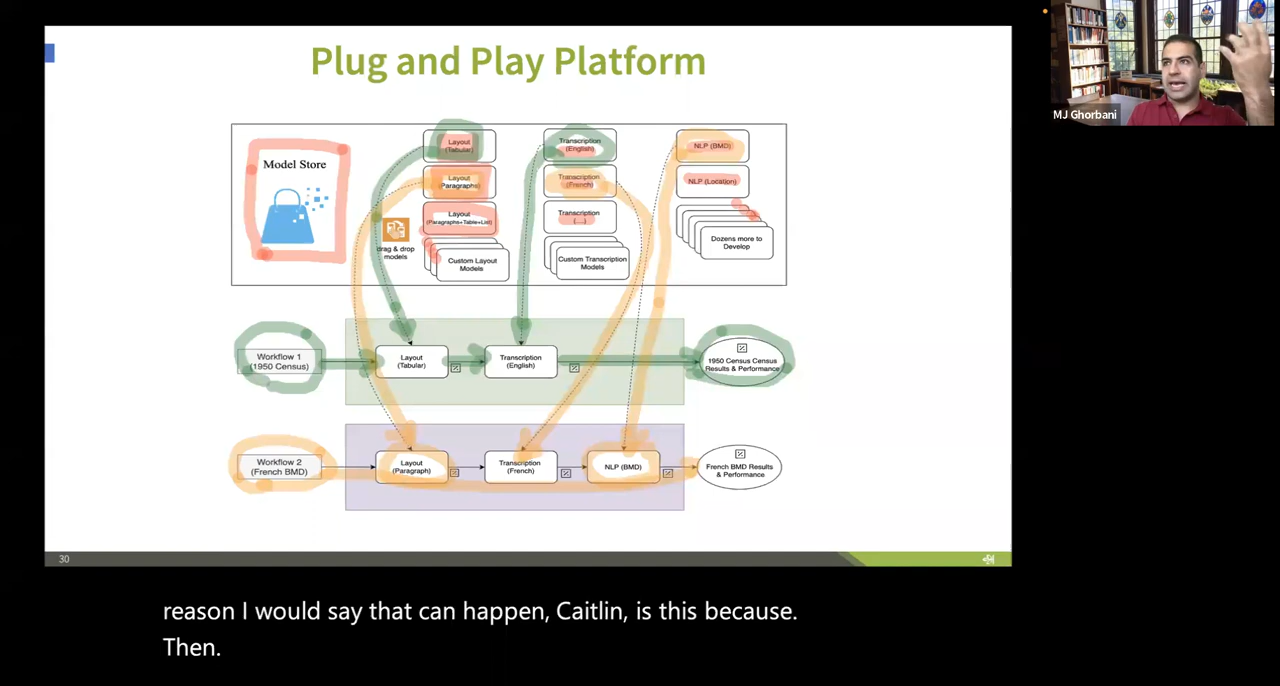 Plug and Play Platform
MJ Ghorbani
Model Store
drag & drop
models
Layout
(Tabular)
Layout
(Paragraphs)
Layout
(Paragraphs+Table+List)
Custom Layout
Models
Transcription
(English)
Transcription
(French)
Transcription
(....)
Custom Transcription
Models
NLP (BMD)
NLP (Location)
Dozens more to
Develop
Workflow 1
(1950 Census)
Layout
(Tabular)
Transcription
(English)
1950 Census Census
Results & Performance
Workflow 2
(French BMD)
Layout
(Paragraph)
Transcription
(French)
NLP (BMD)
French BMD Results
& Performance
30
reason I would say that can happen, Caitlin, is this because.
Then.